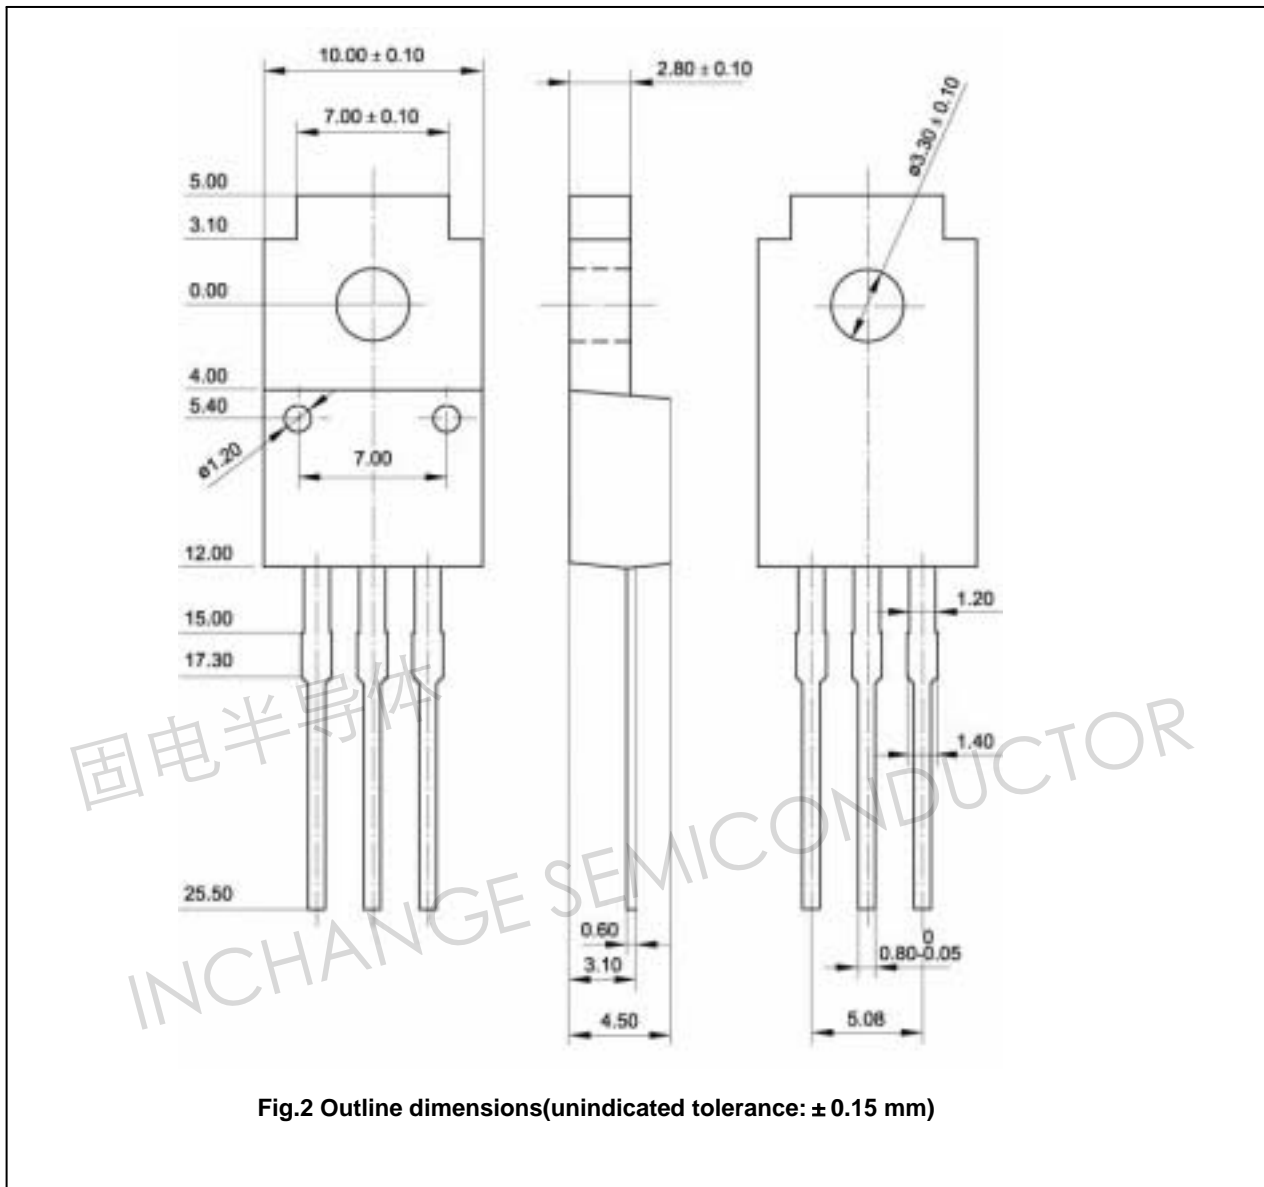 10.00 ± 0.10
2.80 ± 0.10
ø3.30 ± 0.10
7.00 ± 0.10
5.00
3.10
0.00
4.00
5.40
ø1.20
7.00
12.00
15.00
1.20
17.30
固电半导体
1.40
INCHANGE SEMICONDUCTOR
25.50
0.60
0
0.80-0.05
3.10
4.50
5.08
Fig.2 Outline dimensions(unindicated tolerance: ± 0.15 mm)